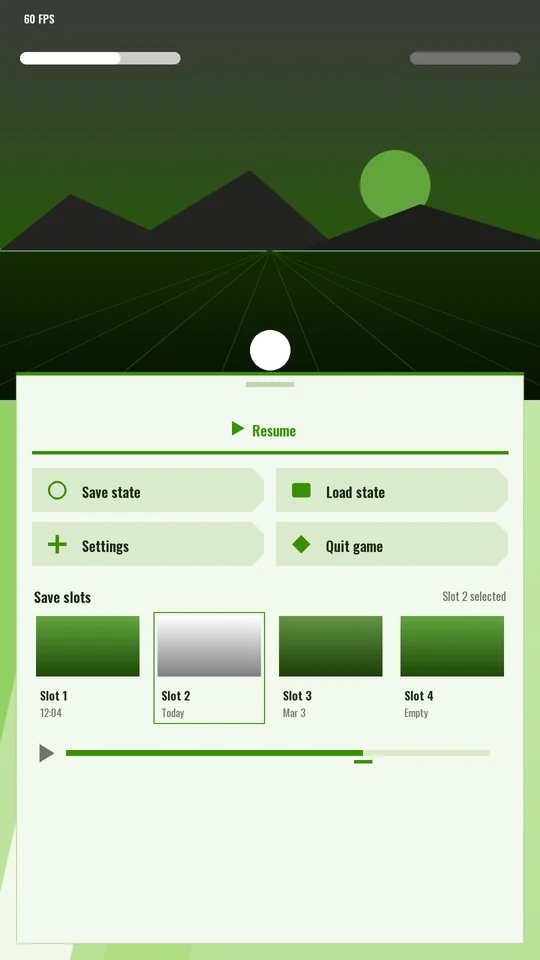 60 FPS
Resume
Save state
Load state
Settings
Quit game
Save slots
Slot 2 selected
Slot 1
Slot 2
Slot 3
Slot 4
12:04
Today
Mar 3
Empty